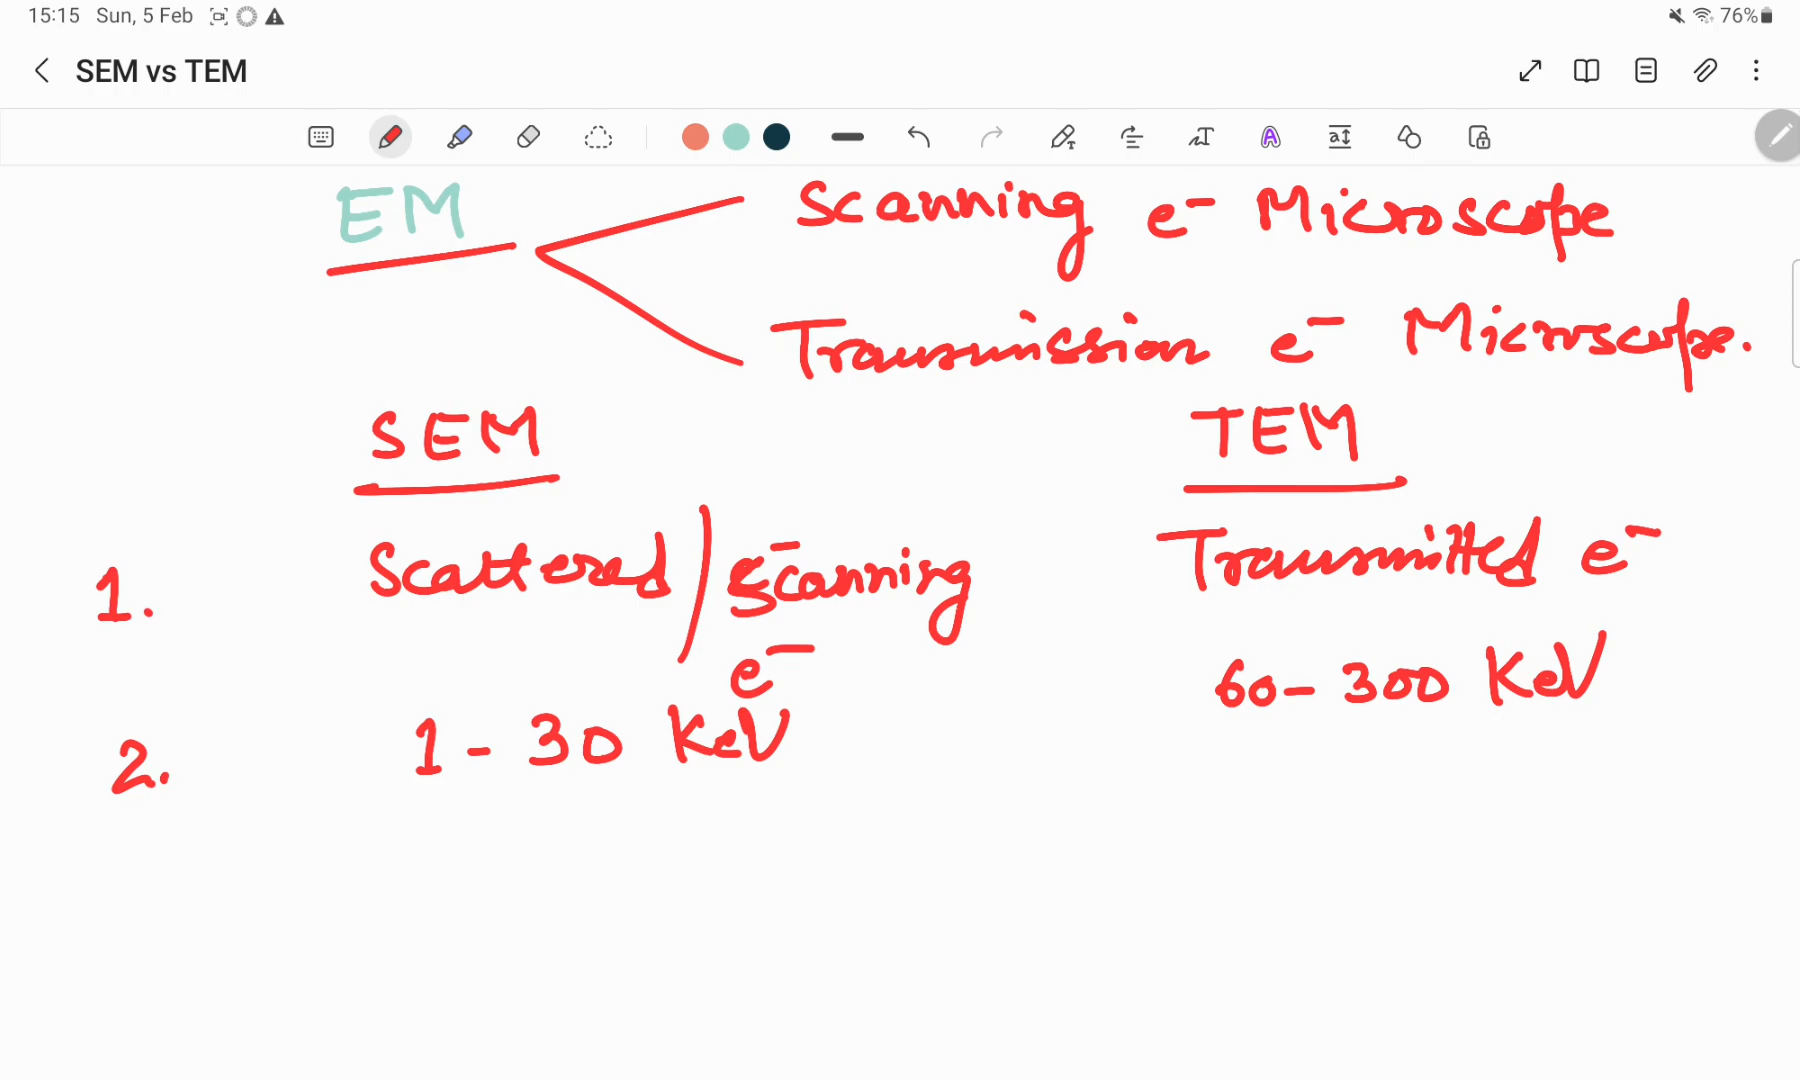 15:15 Sun, 5 Feb 76%
SEM vs TEM
EM
Scanning e⁻ Microscope
Transmission e⁻ Microscope.
SEM TEM
1. Scattered / Scanning e⁻ Transmitted e⁻
2. 1 - 30 KeV 60 - 300 KeV